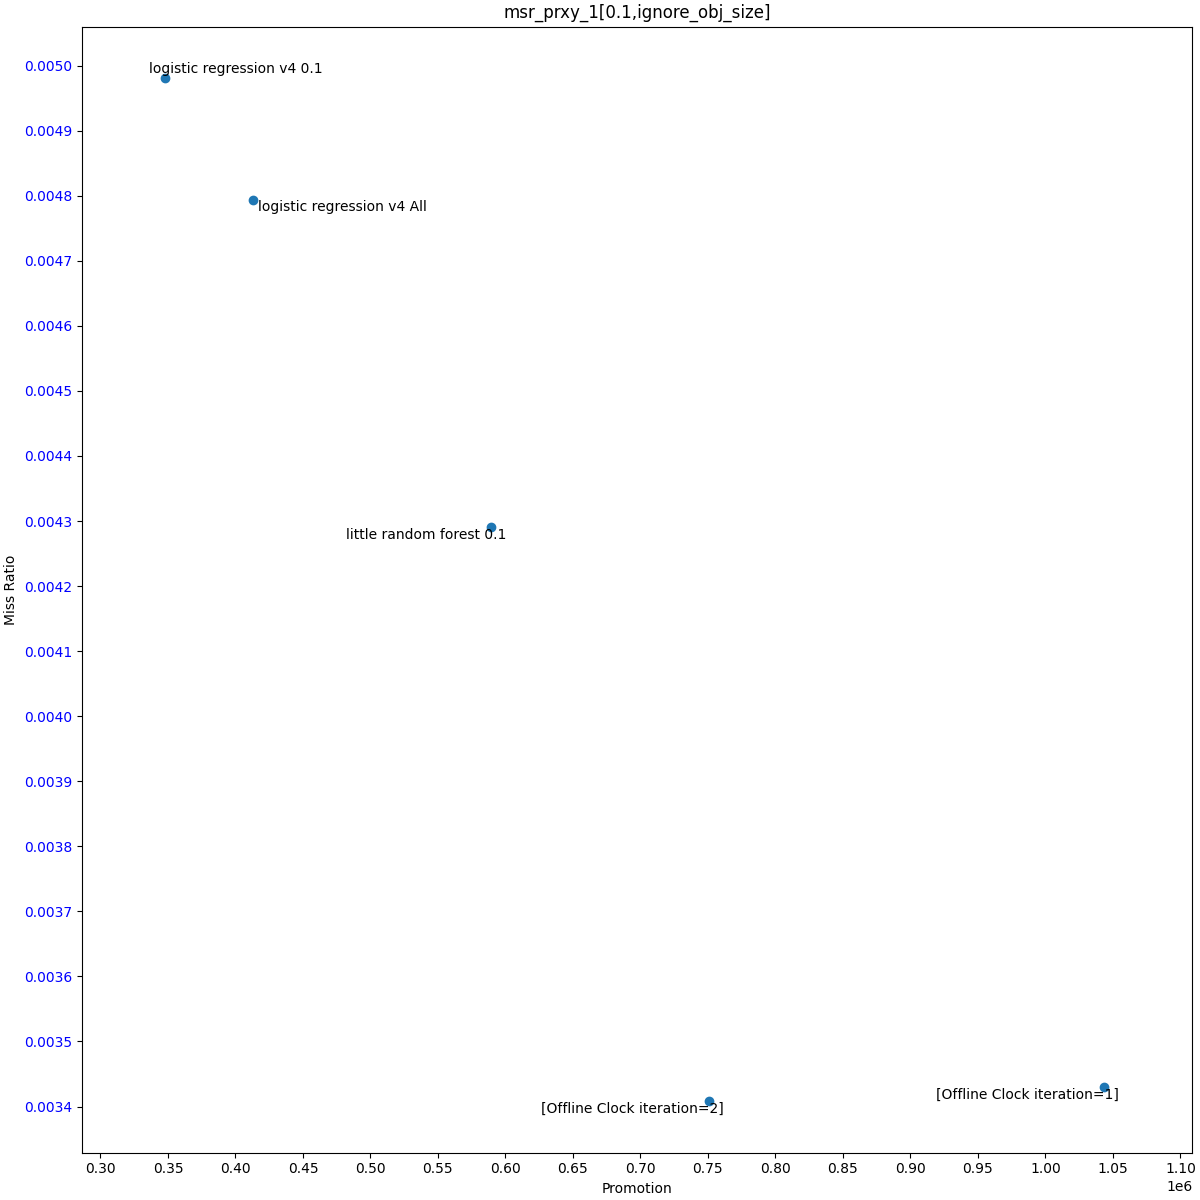 msr_prxy_1[0.1,ignore_obj_size]
0.0050
0.0049
0.0048
0.0047
0.0046
0.0045
0.0044
0.0043
0.0042
0.0041
0.0040
0.0039
0.0038
0.0037
0.0036
0.0035
0.0034
Miss Ratio
logistic regression v4 0.1
logistic regression v4 All
little random forest 0.1
[Offline Clock iteration=1]
[Offline Clock iteration=2]
0.30 0.35 0.40 0.45 0.50 0.55 0.60 0.65 0.70 0.75 0.80 0.85 0.90 0.95 1.00 1.05 1.10
1e6
Promotion